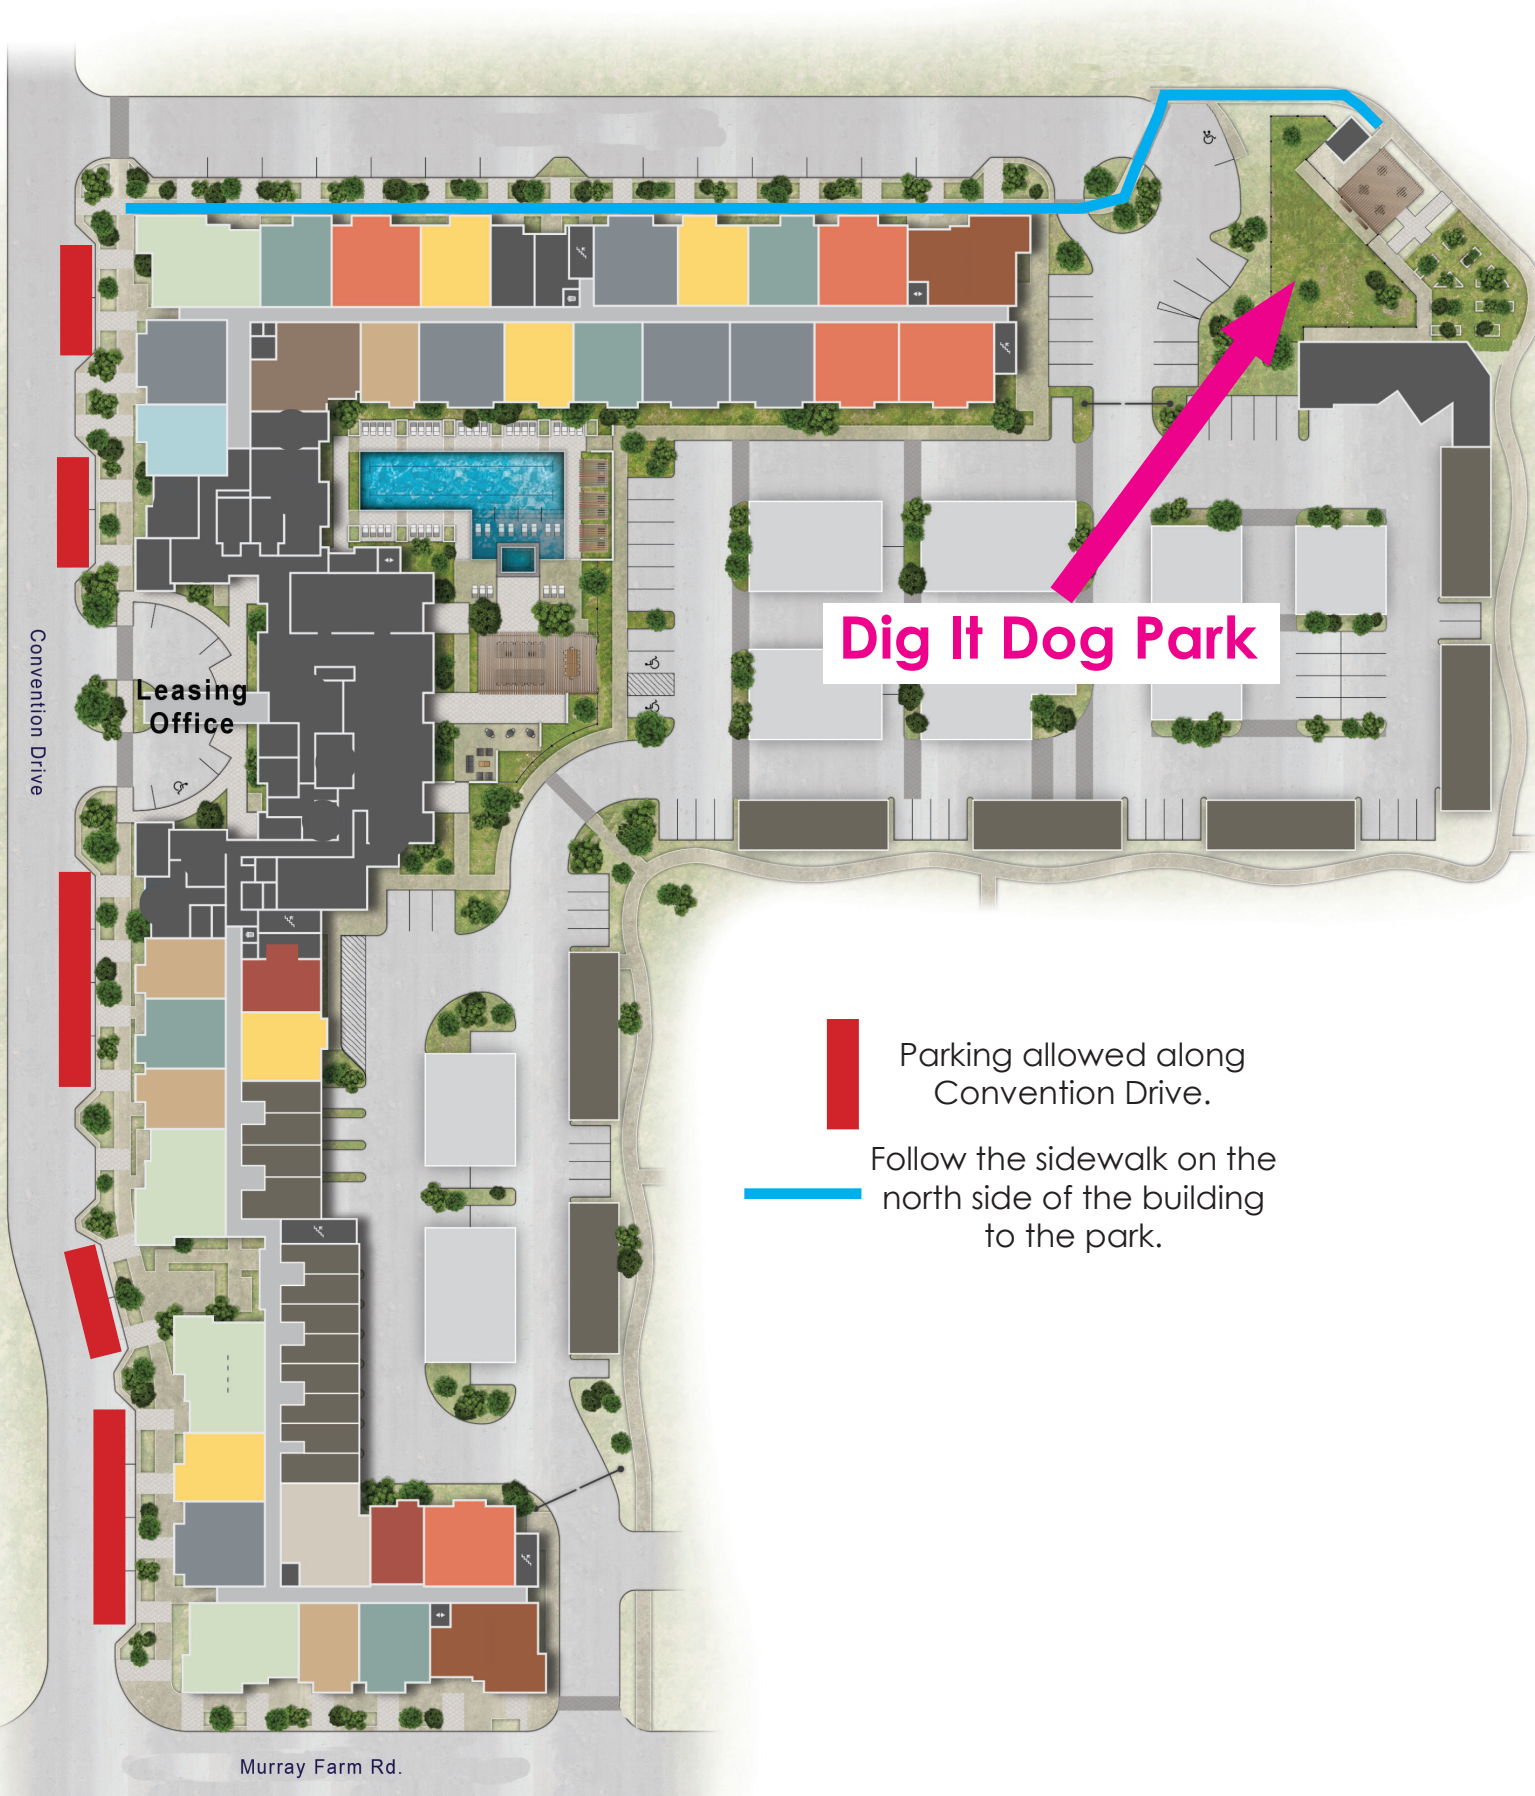 Dig It Dog Park
Convention Drive
Leasing
Office
Parking allowed along
Convention Drive.
Follow the sidewalk on the
north side of the building
to the park.
Murray Farm Rd.